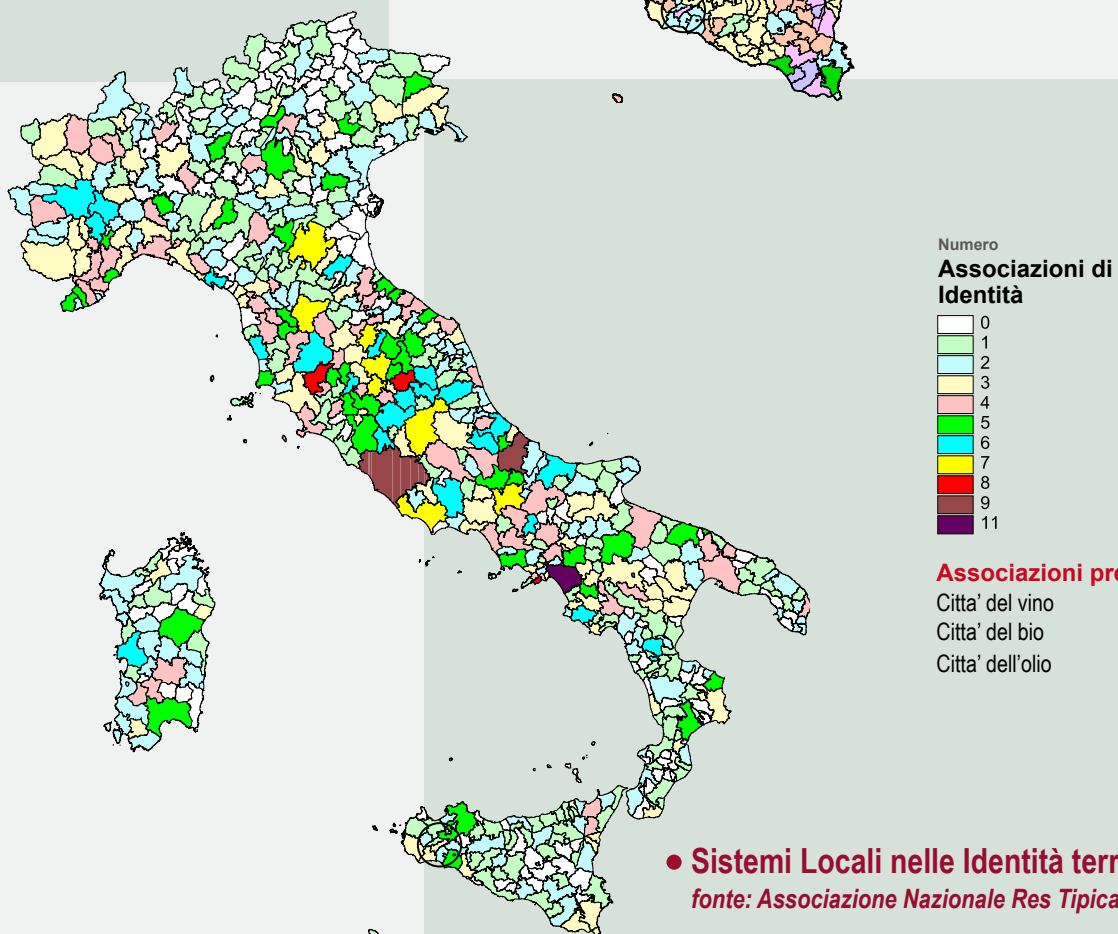 Numero
Associazioni di
Identità
0
1
2
3
4
5
6
7
8
9
11
Associazioni pr
Citta' del vino
Citta' del bio
Citta' dell'olio
• Sistemi Locali nelle Identità terr
fonte: Associazione Nazionale Res Tipica